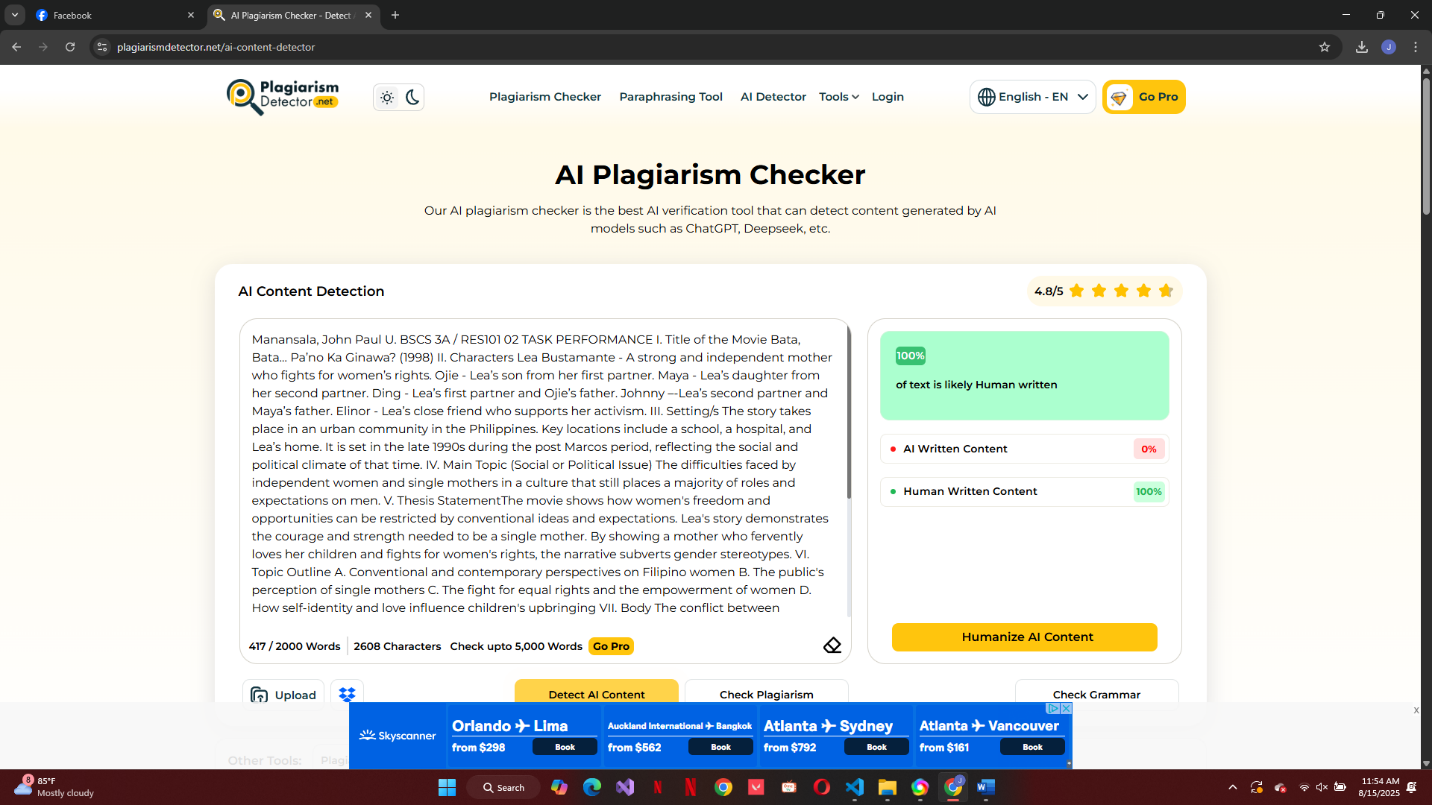 Facebook
AI Plagiarism Checker - Detect
plagiarismdetector.net/ai-content-detector
J
Plagiarism
Detector .net
Plagiarism Checker
Paraphrasing Tool
AI Detector
Tools
Login
English - EN
Go Pro
AI Plagiarism Checker
Our AI plagiarism checker is the best AI verification tool that can detect content generated by AI
models such as ChatGPT, Deepseek, etc.
AI Content Detection
4.8/5
Manansala, John Paul U. BSCS 3A / RES101 02 TASK PERFORMANCE I. Title of the Movie Bata,
Bata... Pa'no Ka Ginawa? (1998) II. Characters Lea Bustamante - A strong and independent mother
who fights for women's rights. Ojie - Lea's son from her first partner. Maya - Lea's daughter from
her second partner. Ding - Lea's first partner and Ojie's father. Johnny –-Lea's second partner and
Maya's father. Elinor - Lea's close friend who supports her activism. III. Setting/s The story takes
place in an urban community in the Philippines. Key locations include a school, a hospital, and
Lea's home. It is set in the late 1990s during the post Marcos period, reflecting the social and
political climate of that time. IV. Main Topic (Social or Political Issue) The difficulties faced by
independent women and single mothers in a culture that still places a majority of roles and
expectations on men. V. Thesis StatementThe movie shows how women's freedom and
opportunities can be restricted by conventional ideas and expectations. Lea's story demonstrates
the courage and strength needed to be a single mother. By showing a mother who fervently
loves her children and fights for women's rights, the narrative subverts gender stereotypes. VI.
Topic Outline A. Conventional and contemporary perspectives on Filipino women B. The public's
perception of single mothers C. The fight for equal rights and the empowerment of women D.
How self-identity and love influence children's upbringing VII. Body The conflict between
417 / 2000 Words
2608 Characters
Check upto 5,000 Words
Go Pro
100%
of text is likely Human written
AI Written Content
0%
Human Written Content
100%
Humanize AI Content
Upload
Detect AI Content
Check Plagiarism
Check Grammar
Other Tools:
Plagi
Skyscanner
Orlando ✈ Lima
from $298
Book
Auckland International ✈ Bangkok
from $562
Book
Atlanta ✈ Sydney
from $792
Book
Atlanta ✈ Vancouver
from $161
Book
x
8
85°F
Mostly cloudy
Search
J
11:54 AM
8/15/2025